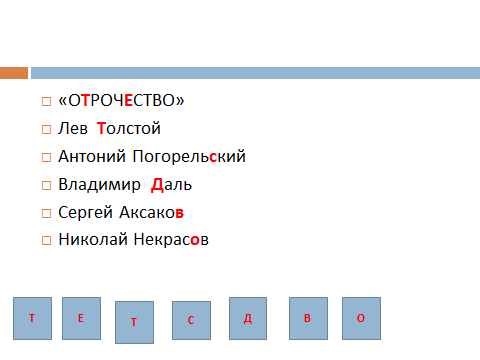 «ОТРОЧЕСТВО»
Лев Толстой
Антоний Погорельский
Владимир Даль
Сергей Аксаков
Николай Некрасов
Т Е Т С Д В О